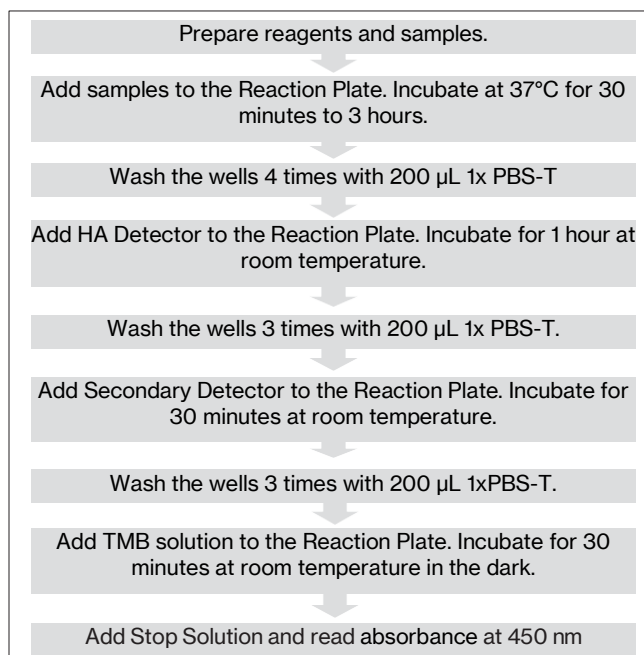 Prepare reagents and samples.
Add samples to the Reaction Plate. Incubate at 37°C for 30
minutes to 3 hours.
Wash the wells 4 times with 200 µL 1x PBS-T
Add HA Detector to the Reaction Plate. Incubate for 1 hour at
room temperature.
Wash the wells 3 times with 200 µL 1x PBS-T.
Add Secondary Detector to the Reaction Plate. Incubate for
30 minutes at room temperature.
Wash the wells 3 times with 200 µL 1xPBS-T.
Add TMB solution to the Reaction Plate. Incubate for 30
minutes at room temperature in the dark.
Add Stop Solution and read absorbance at 450 nm